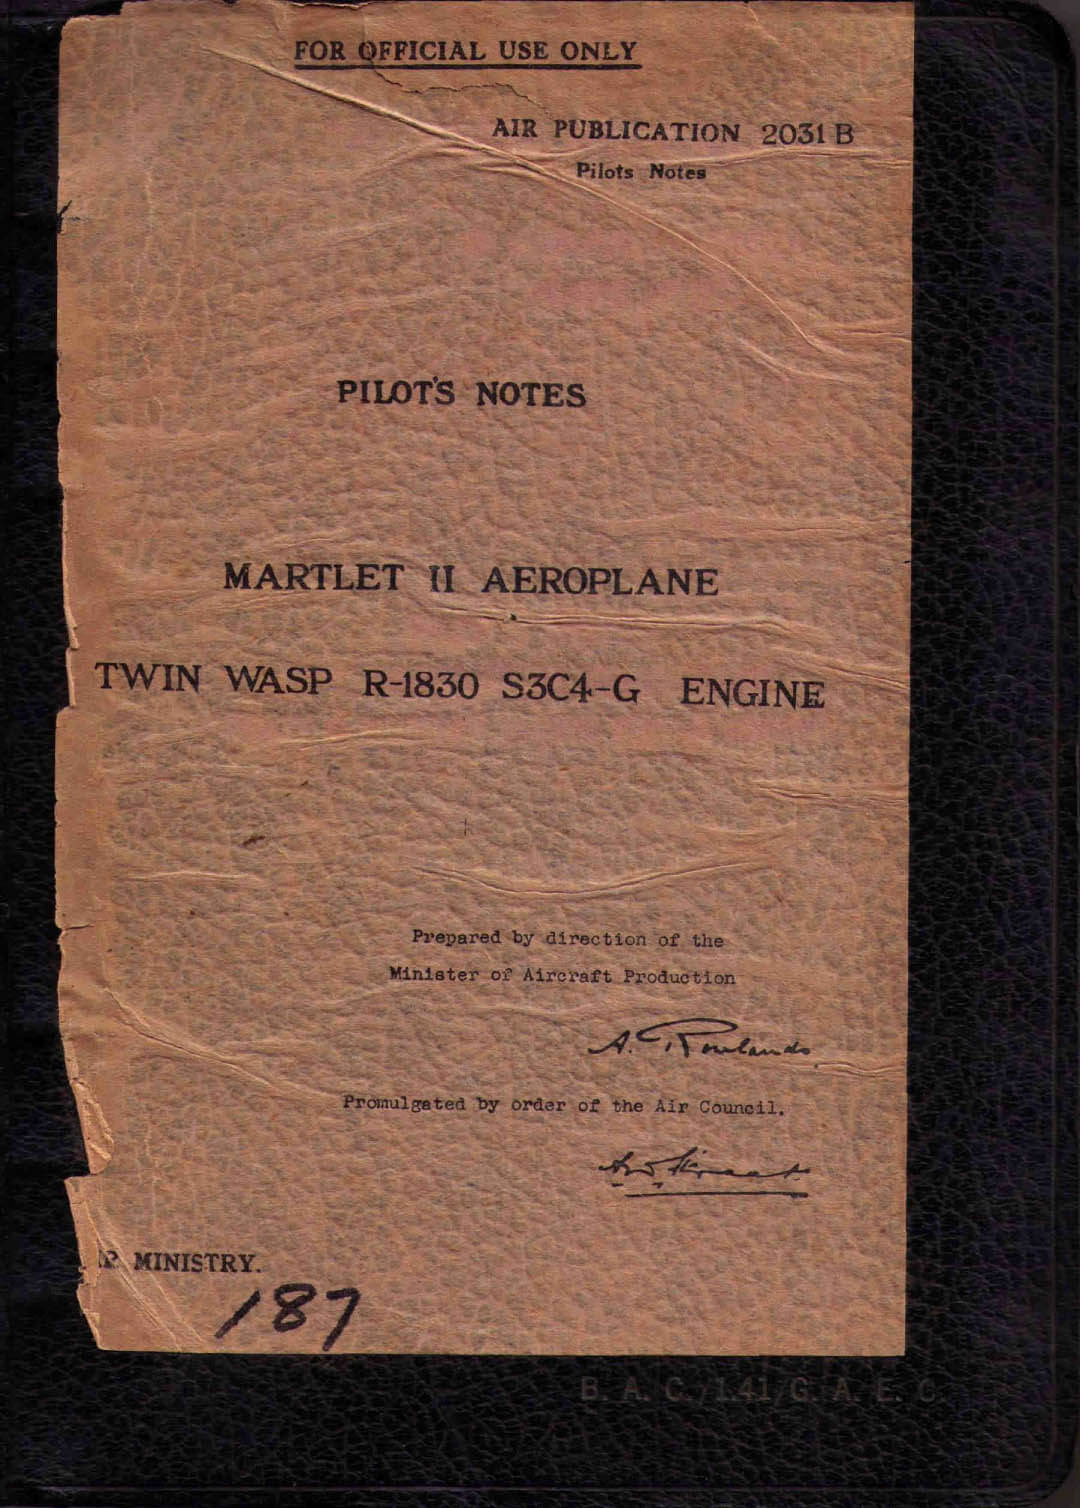 FOR OFFICIAL USE ONLY
AIR PUBLICATION 2031 B
Pilots Notes
PILOT'S NOTES
MARTLET II AEROPLANE
TWIN WASP R-1830 S3C4-G ENGINE
Prepared by direction of the
Minister of Aircraft Production
A. Rowlands
Promulgated by order of the Air Council.
MINISTRY.
187
B. A. C./141/G. A. E. C.